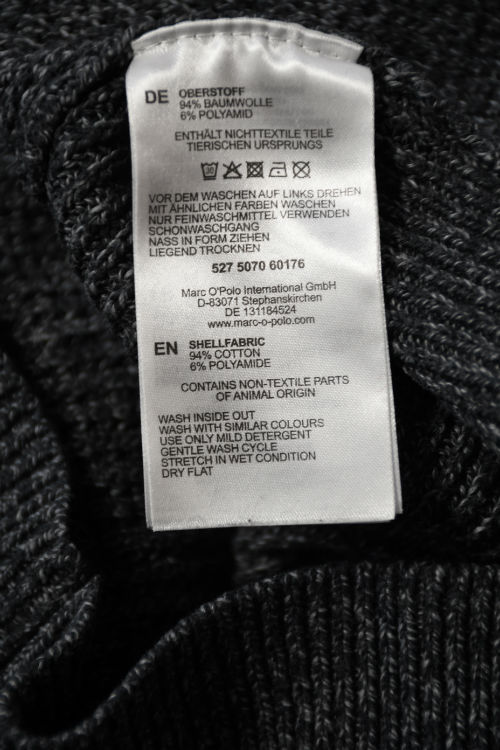 DE OBERSTOFF
94% BAUMWOLLE
6% POLYAMID
ENTHÄLT NICHTTEXTILE TEILE
TIERISCHEN URSPRUNGS
30
VOR DEM WASCHEN AUF LINKS DREHEN
MIT ÄHNLICHEN FARBEN WASCHEN
NUR FEINWASCHMITTEL VERWENDEN
SCHONWASCHGANG
NASS IN FORM ZIEHEN
LIEGEND TROCKNEN
527 5070 60176
Marc O'Polo International GmbH
D-83071 Stephanskirchen
DE 131184524
www.marc-o-polo.com
EN SHELLFABRIC
94% COTTON
6% POLYAMIDE
CONTAINS NON-TEXTILE PARTS
OF ANIMAL ORIGIN
WASH INSIDE OUT
WASH WITH SIMILAR COLOURS
USE ONLY MILD DETERGENT
GENTLE WASH CYCLE
STRETCH IN WET CONDITION
DRY FLAT